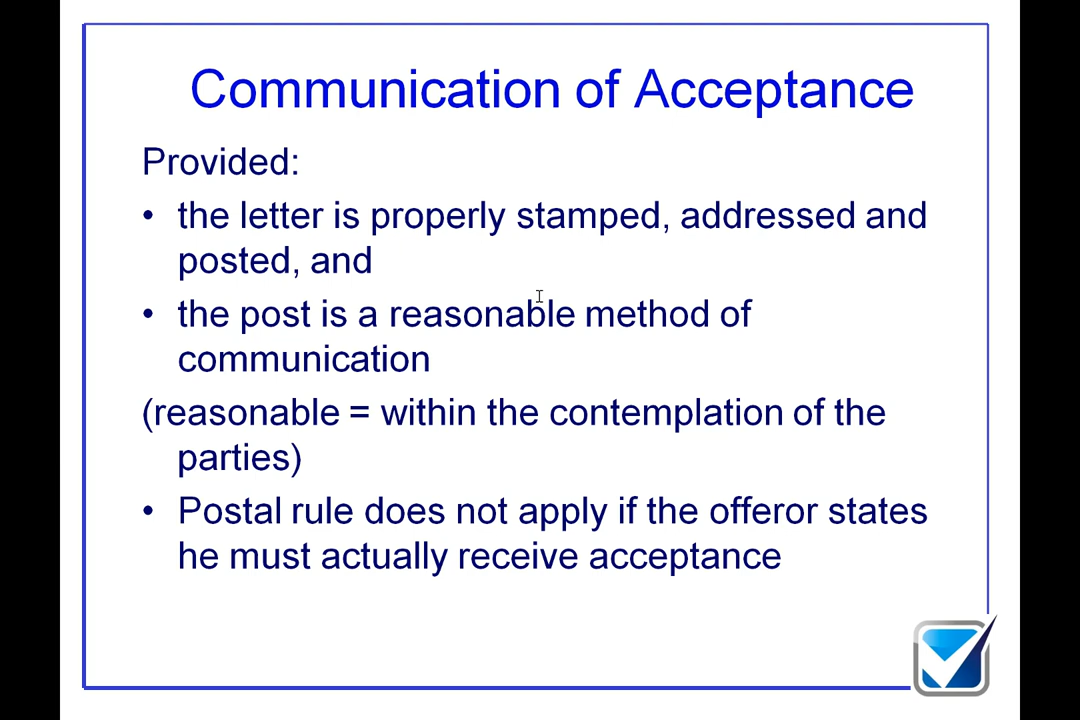 Communication of Acceptance
Provided:
• the letter is properly stamped, addressed and
posted, and
• the post is a reasonable method of
communication
(reasonable = within the contemplation of the
parties)
• Postal rule does not apply if the offeror states
he must actually receive acceptance